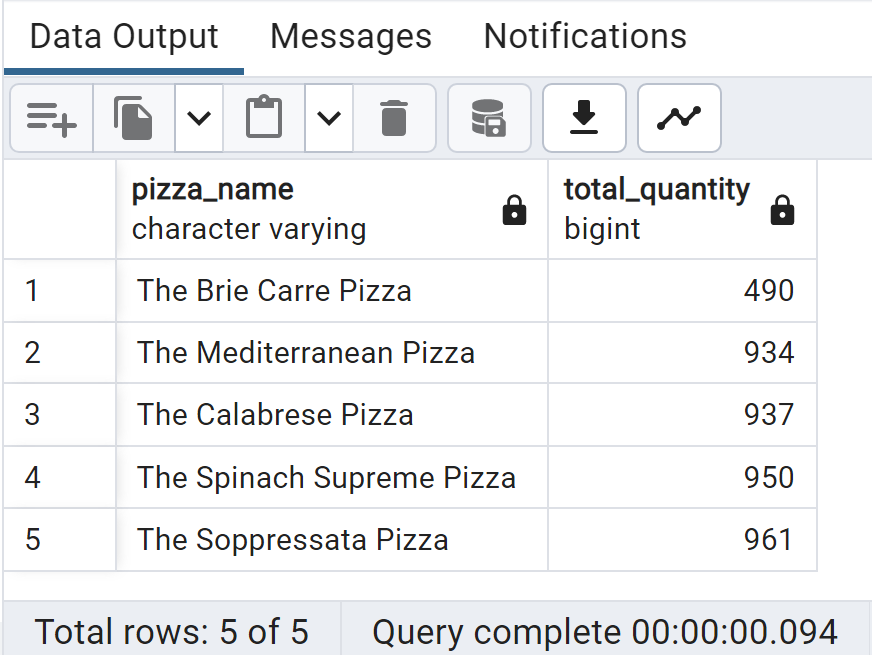 Data Output Messages Notifications
pizza_name total_quantity
character varying bigint
1 The Brie Carre Pizza 490
2 The Mediterranean Pizza 934
3 The Calabrese Pizza 937
4 The Spinach Supreme Pizza 950
5 The Soppressata Pizza 961
Total rows: 5 of 5 Query complete 00:00:00.094